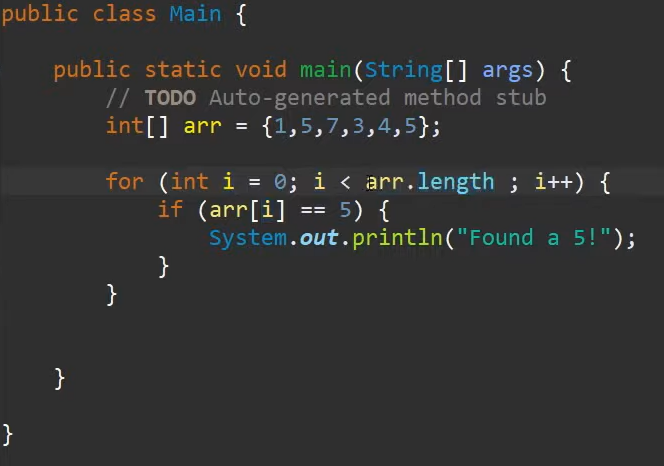 public class Main {
public static void main(String[] args) {
// TODO Auto-generated method stub
int[] arr = {1,5,7,3,4,5};
for (int i = 0; i < arr.length ; i++) {
if (arr[i] == 5) {
System.out.println("Found a 5!");
}
}
}
}